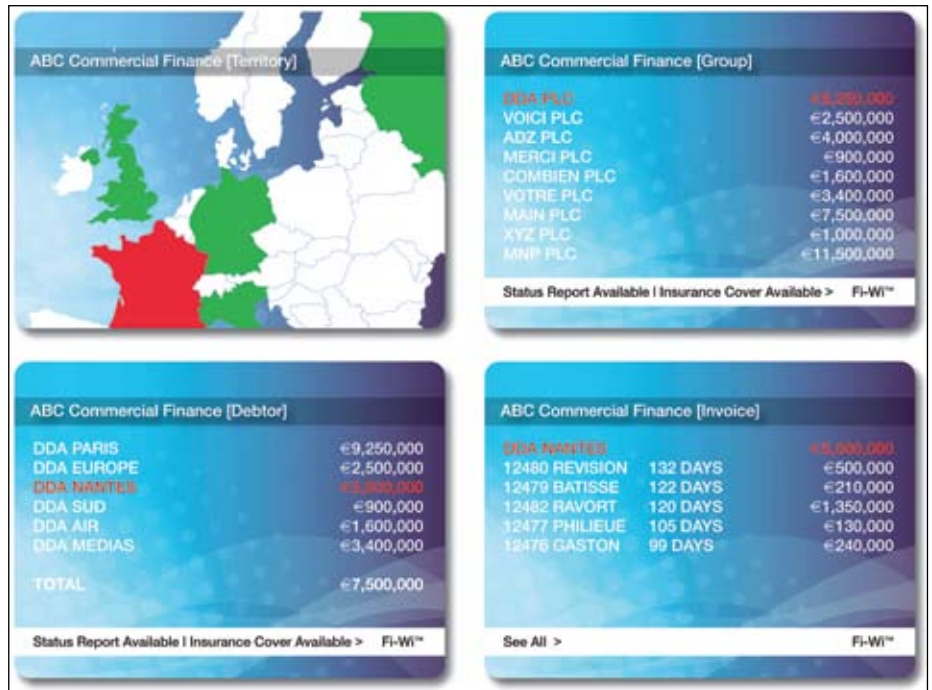 ABC Commercial Finance [Territory]
ABC Commercial Finance [Group]
DDA PLC
VOICI PLC €2,500,000
ADZ PLC €4,000,000
MERCI PLC €900,000
COMBIEN PLC €1,600,000
VOTRE PLC €3,400,000
MAIN PLC €7,500,000
XYZ PLC €1,000,000
MNP PLC €11,500,000
Status Report Available | Insurance Cover Available > Fi-Wi™
ABC Commercial Finance [Debtor]
DDA PARIS €9,250,000
DDA EUROPE €2,500,000
DDA NANTES
DDA SUD €900,000
DDA AIR €1,600,000
DDA MEDIAS €3,400,000
TOTAL €7,500,000
Status Report Available | Insurance Cover Available > Fi-Wi™
ABC Commercial Finance [Invoice]
DDA NANTES
12480 REVISION 132 DAYS €500,000
12479 BATISSE 122 DAYS €210,000
12482 RAVORT 120 DAYS €1,350,000
12477 PHILIEUE 105 DAYS €130,000
12476 GASTON 99 DAYS €240,000
See All > Fi-Wi™